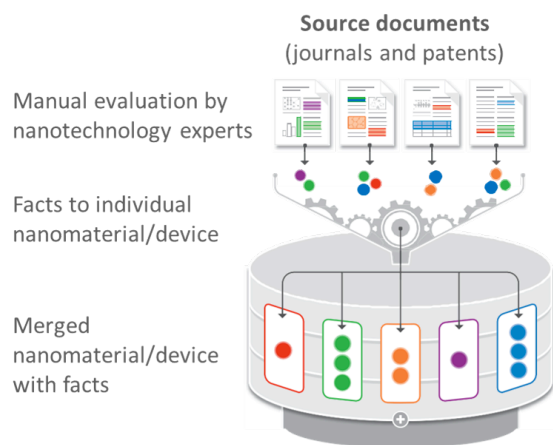 Source documents
(journals and patents)
Manual evaluation by
nanotechnology experts
Facts to individual
nanomaterial/device
Merged
nanomaterial/device
with facts